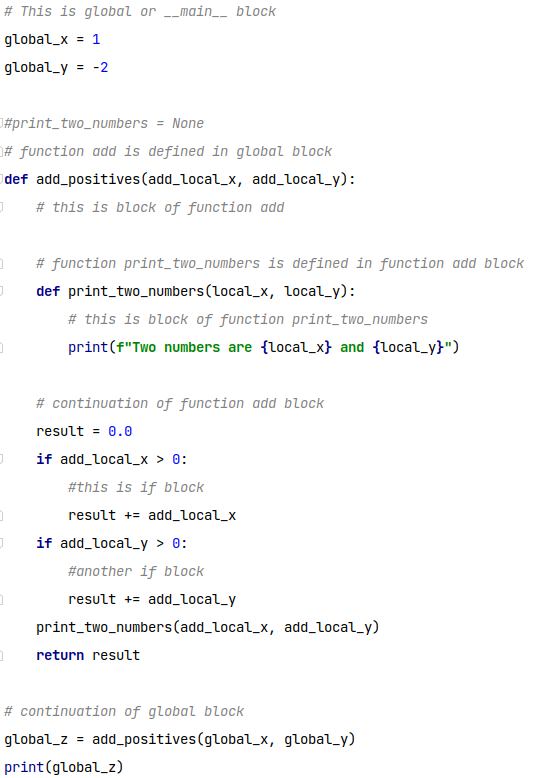 # This is global or __main__ block
global_x = 1
global_y = -2
#print_two_numbers = None
# function add is defined in global block
def add_positives(add_local_x, add_local_y):
    # this is block of function add
    # function print_two_numbers is defined in function add block
    def print_two_numbers(local_x, local_y):
        # this is block of function print_two_numbers
        print(f"Two numbers are {local_x} and {local_y}")
    # continuation of function add block
    result = 0.0
    if add_local_x > 0:
        #this is if block
        result += add_local_x
    if add_local_y > 0:
        #another if block
        result += add_local_y
    print_two_numbers(add_local_x, add_local_y)
    return result
# continuation of global block
global_z = add_positives(global_x, global_y)
print(global_z)